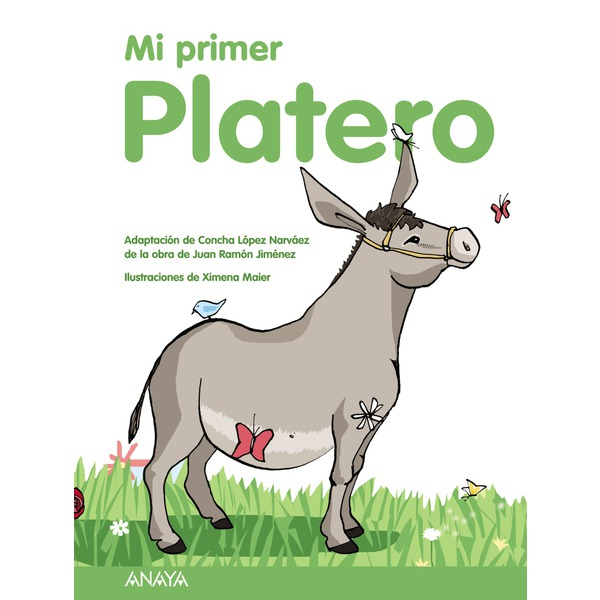 Mi primer
Platero
Adaptación de Concha López Narváez
de la obra de Juan Ramón Jiménez
Ilustraciones de Ximena Maier
ANAYA